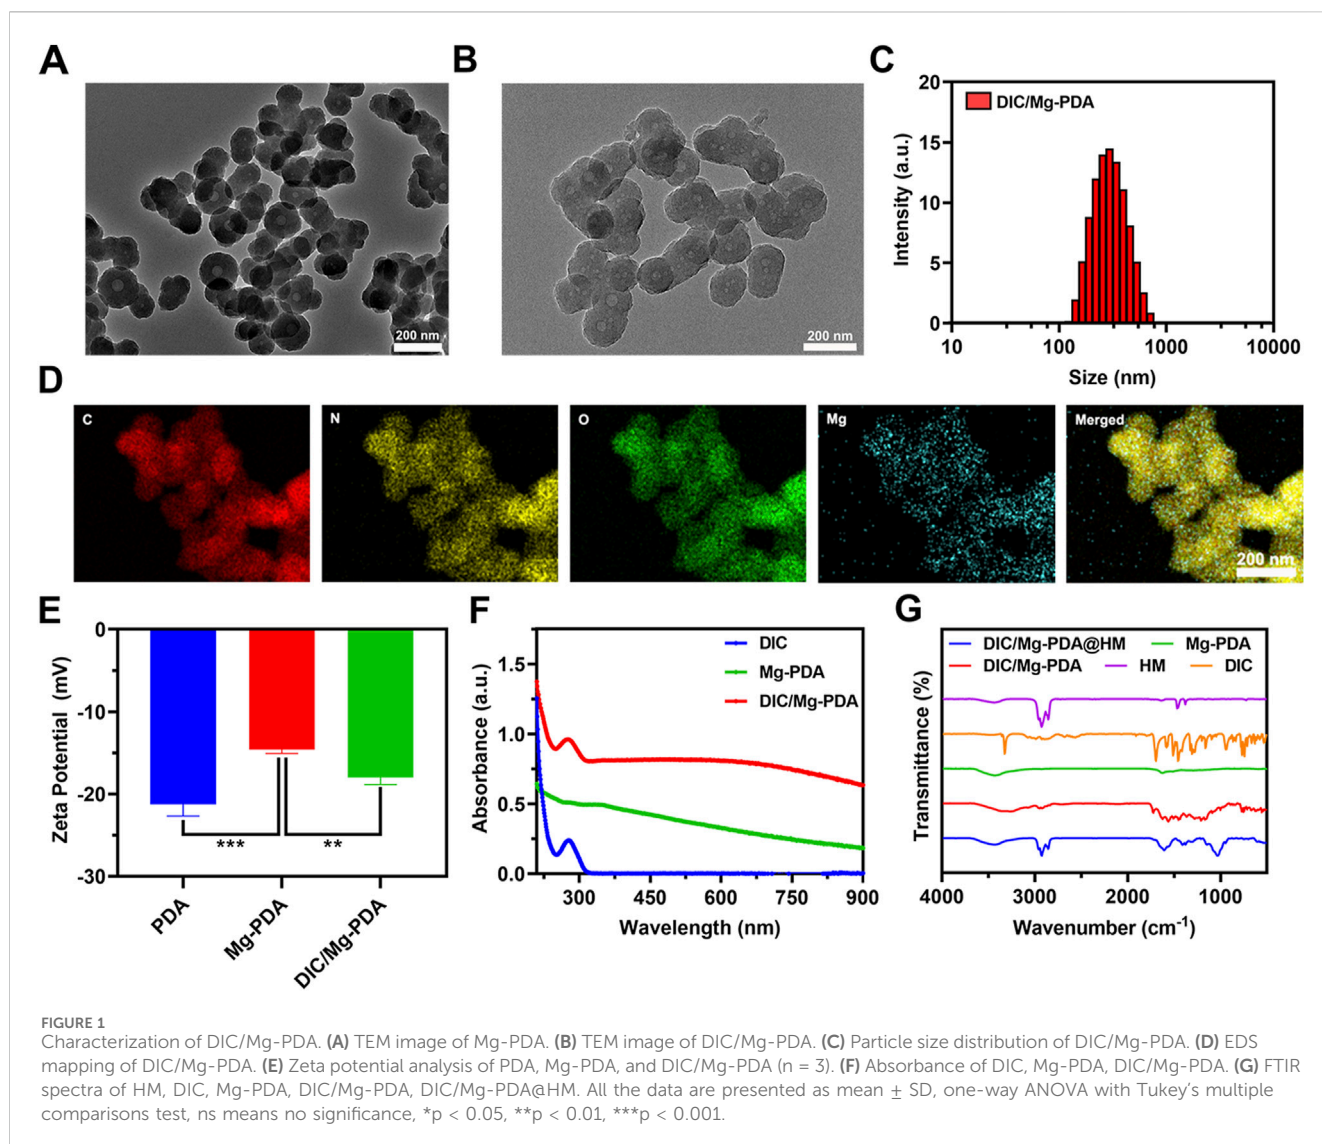 A
200 nm
B
200 nm
C
DIC/Mg-PDA
Intensity (a.u.)
20
15
10
5
0
10
100
1000
10000
Size (nm)
D
C
N
O
Mg
Merged
200 nm
E
Zeta Potential (mV)
0
-10
-20
-30
***
**
PDA
Mg-PDA
DIC/Mg-PDA
F
DIC
Mg-PDA
DIC/Mg-PDA
Absorbance (a.u.)
1.5
1.0
0.5
0.0
300
450
600
750
900
Wavelength (nm)
G
DIC/Mg-PDA@HM
Mg-PDA
DIC/Mg-PDA
HM
DIC
Transmittance (%)
4000
3000
2000
1000
Wavenumber (cm-1)
FIGURE 1
Characterization of DIC/Mg-PDA. (A) TEM image of Mg-PDA. (B) TEM image of DIC/Mg-PDA. (C) Particle size distribution of DIC/Mg-PDA. (D) EDS
mapping of DIC/Mg-PDA. (E) Zeta potential analysis of PDA, Mg-PDA, and DIC/Mg-PDA (n = 3). (F) Absorbance of DIC, Mg-PDA, DIC/Mg-PDA. (G) FTIR
spectra of HM, DIC, Mg-PDA, DIC/Mg-PDA, DIC/Mg-PDA@HM. All the data are presented as mean ± SD, one-way ANOVA with Tukey's multiple
comparisons test, ns means no significance, *p < 0.05, **p < 0.01, ***p < 0.001.